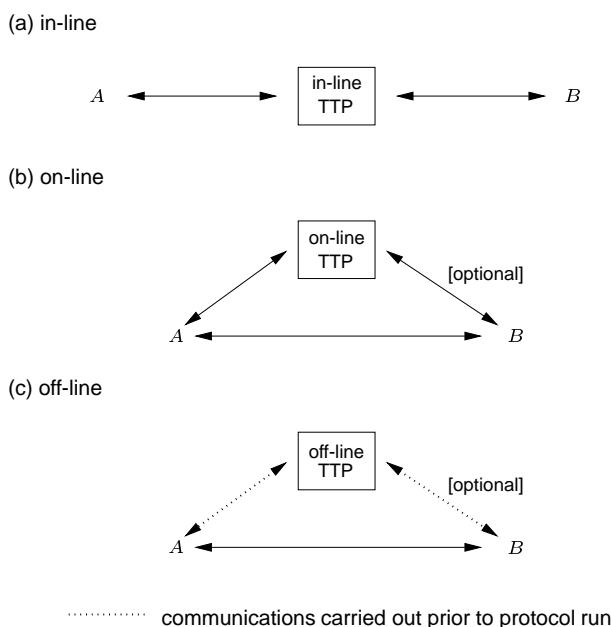 (a) in-line
in-line
TTP
A
B
(b) on-line
on-line
TTP
[optional]
A
B
(c) off-line
off-line
TTP
[optional]
A
B
communications carried out prior to protocol run